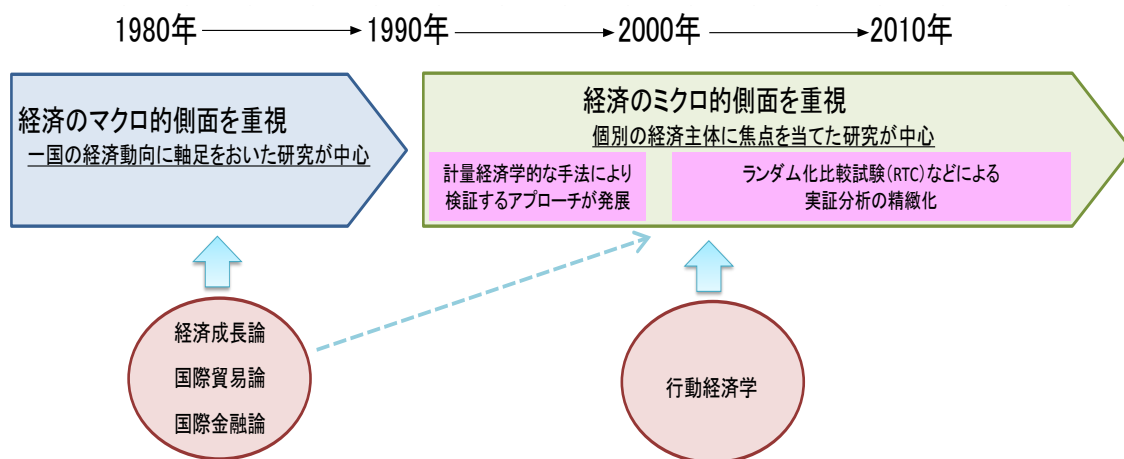 1980年 1990年 2000年 2010年
経済のマクロ的側面を重視
一国の経済動向に軸足をおいた研究が中心
経済のミクロ的側面を重視
個別の経済主体に焦点を当てた研究が中心
計量経済学的な手法により
検証するアプローチが発展
ランダム化比較試験(RTC)などによる
実証分析の精緻化
経済成長論
国際貿易論
国際金融論
行動経済学